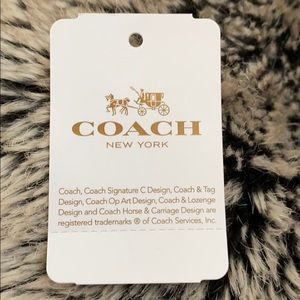 COACH
NEW YORK
Coach, Coach Signature C Design, Coach & Tag
Design, Coach Op Art Design, Coach & Lozenge
Design and Coach Horse & Carriage Design are
registered trademarks ® of Coach Services, Inc.